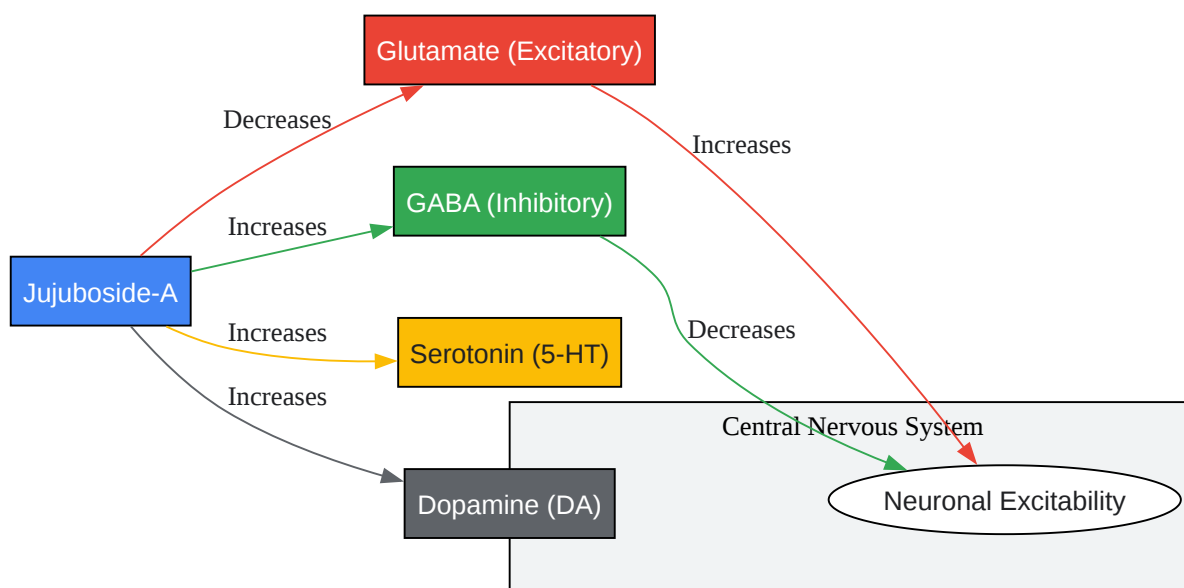 Glutamate (Excitatory)
Decreases
Increases
GABA (Inhibitory)
Increases
Jujuboside-A
Increases
Decreases
Serotonin (5-HT)
Increases
Central Nervous System
Dopamine (DA)
Neuronal Excitability